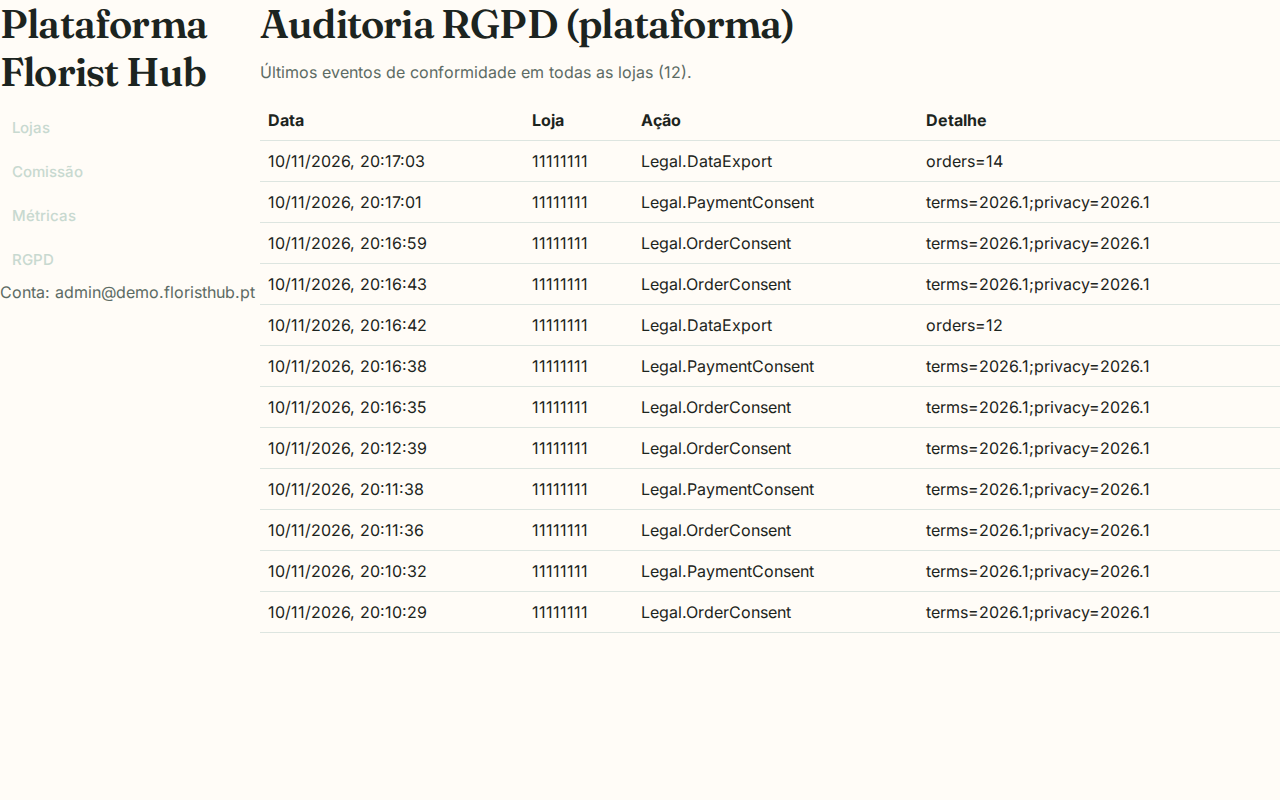 Plataforma
Florist Hub
Lojas
Comissão
Métricas
RGPD
Conta: admin@demo.floristhub.pt
Auditoria RGPD (plataforma)
Últimos eventos de conformidade em todas as lojas (12).
Data Loja Ação Detalhe
10/11/2026, 20:17:03 11111111 Legal.DataExport orders=14
10/11/2026, 20:17:01 11111111 Legal.PaymentConsent terms=2026.1;privacy=2026.1
10/11/2026, 20:16:59 11111111 Legal.OrderConsent terms=2026.1;privacy=2026.1
10/11/2026, 20:16:43 11111111 Legal.OrderConsent terms=2026.1;privacy=2026.1
10/11/2026, 20:16:42 11111111 Legal.DataExport orders=12
10/11/2026, 20:16:38 11111111 Legal.PaymentConsent terms=2026.1;privacy=2026.1
10/11/2026, 20:16:35 11111111 Legal.OrderConsent terms=2026.1;privacy=2026.1
10/11/2026, 20:12:39 11111111 Legal.OrderConsent terms=2026.1;privacy=2026.1
10/11/2026, 20:11:38 11111111 Legal.PaymentConsent terms=2026.1;privacy=2026.1
10/11/2026, 20:11:36 11111111 Legal.OrderConsent terms=2026.1;privacy=2026.1
10/11/2026, 20:10:32 11111111 Legal.PaymentConsent terms=2026.1;privacy=2026.1
10/11/2026, 20:10:29 11111111 Legal.OrderConsent terms=2026.1;privacy=2026.1